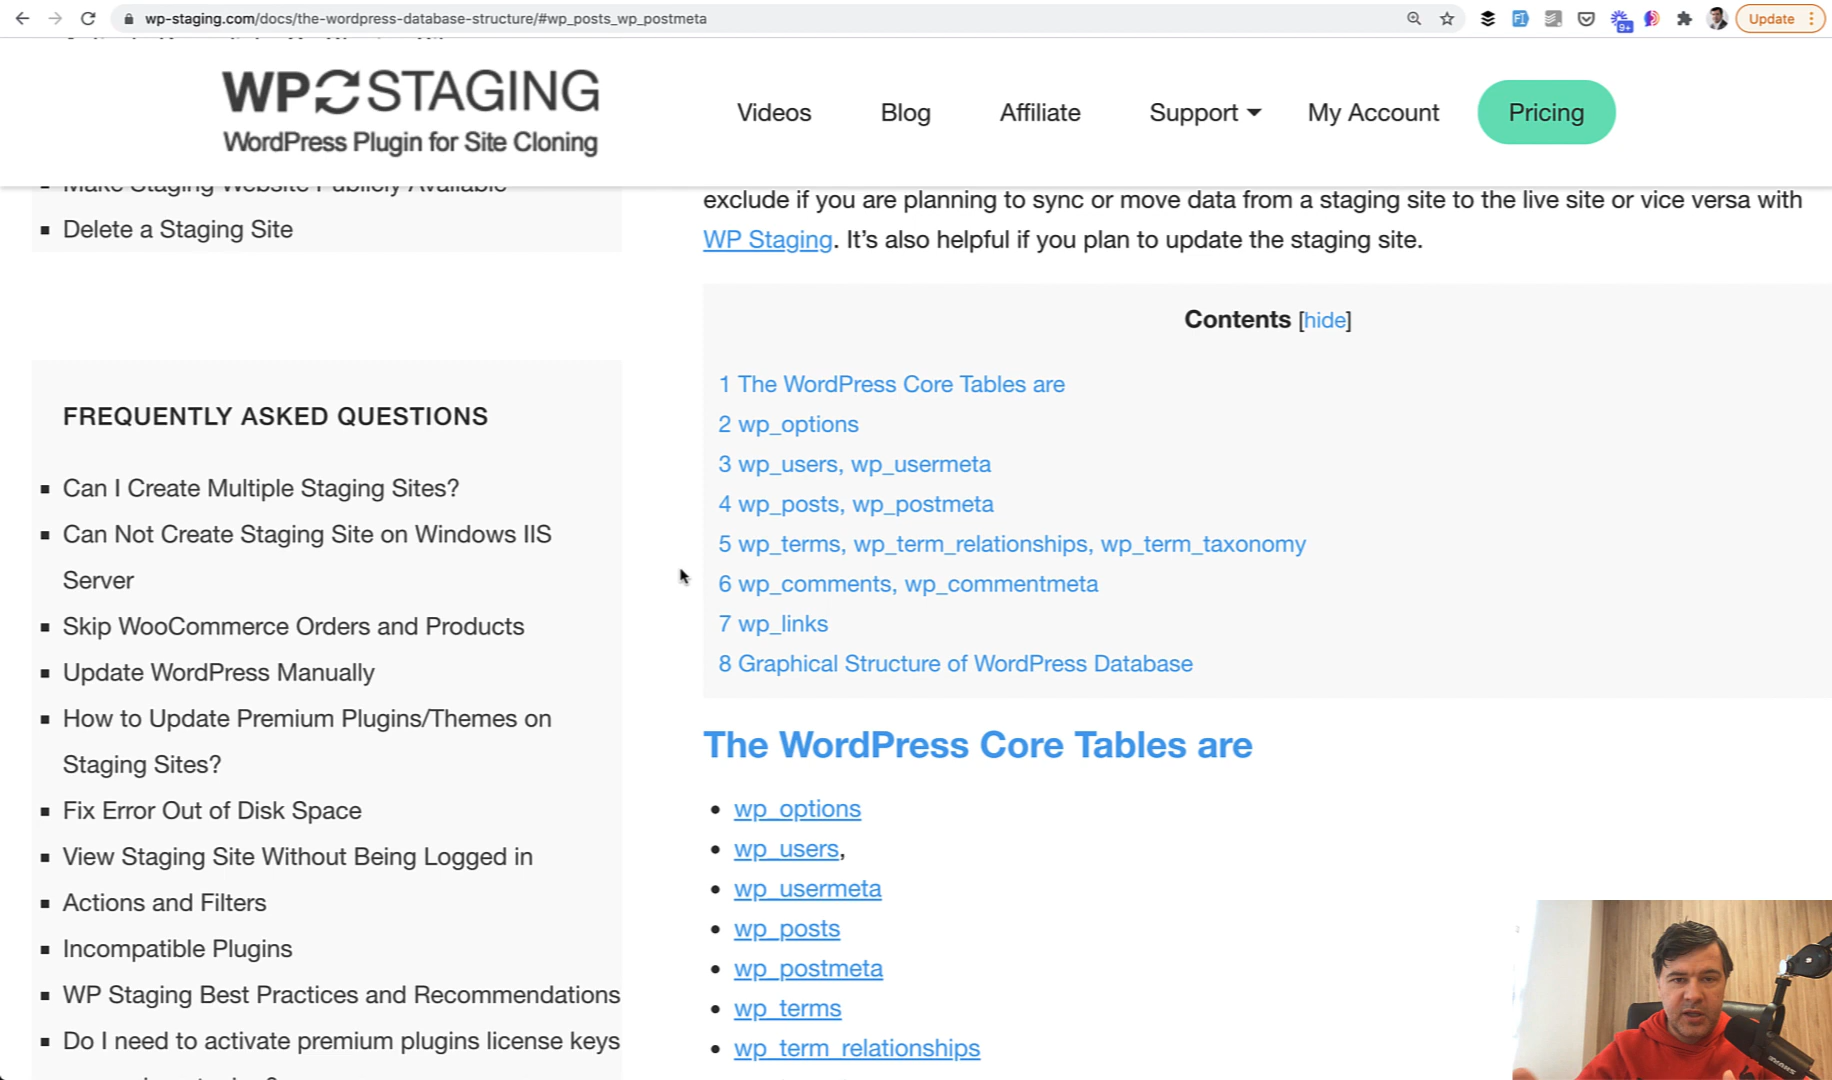 wp-staging.com/docs/the-wordpress-database-structure/#wp_posts_wp_postmeta
9+
Update
WP STAGING
WordPress Plugin for Site Cloning
Videos
Blog
Affiliate
Support
My Account
Pricing
Make Staging Website Publicly Available
Delete a Staging Site
FREQUENTLY ASKED QUESTIONS
Can I Create Multiple Staging Sites?
Can Not Create Staging Site on Windows IIS
Server
Skip WooCommerce Orders and Products
Update WordPress Manually
How to Update Premium Plugins/Themes on
Staging Sites?
Fix Error Out of Disk Space
View Staging Site Without Being Logged in
Actions and Filters
Incompatible Plugins
WP Staging Best Practices and Recommendations
Do I need to activate premium plugins license keys
exclude if you are planning to sync or move data from a staging site to the live site or vice versa with
WP Staging. It's also helpful if you plan to update the staging site.
Contents [hide]
1 The WordPress Core Tables are
2 wp_options
3 wp_users, wp_usermeta
4 wp_posts, wp_postmeta
5 wp_terms, wp_term_relationships, wp_term_taxonomy
6 wp_comments, wp_commentmeta
7 wp_links
8 Graphical Structure of WordPress Database
The WordPress Core Tables are
• wp_options
• wp_users,
• wp_usermeta
• wp_posts
• wp_postmeta
• wp_terms
• wp_term_relationships